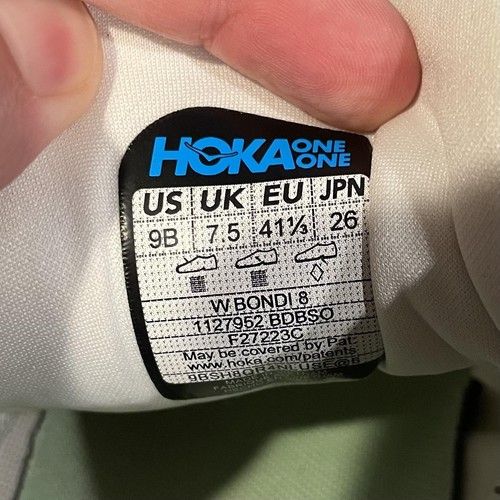 HOKA ONE ONE
US UK EU JPN
9B 7.5 41⅓ 26
W BONDI 8
1127952 BDBSO
F27223C
May be covered by Pat:
www.hoka.com/patents